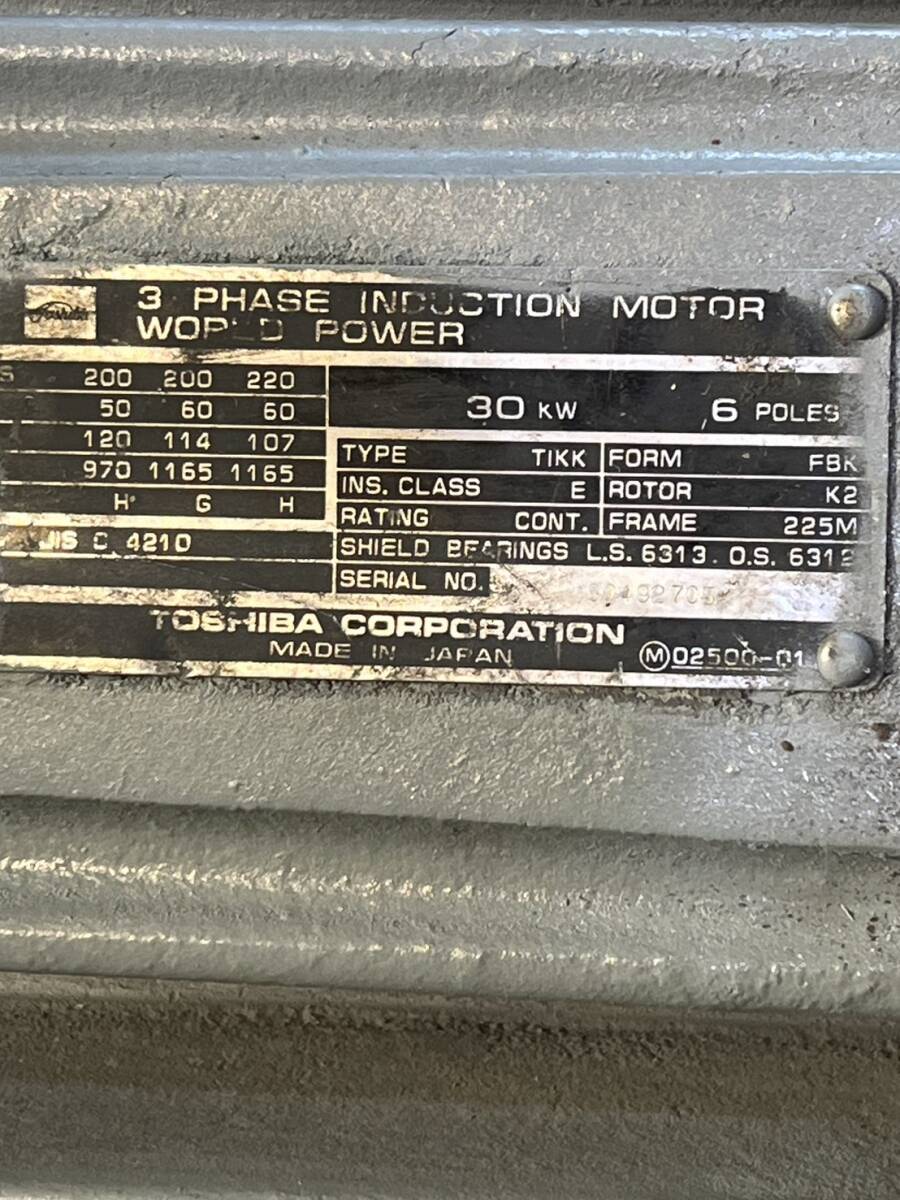 Toshiba 3 PHASE INDUCTION MOTOR
WORLD POWER
S 200 200 220
50 60 60
120 114 107
970 1165 1165
H G H
JIS C 4210
30 KW 6 POLES
TYPE TIKK FORM FBK
INS. CLASS E ROTOR K2
RATING CONT. FRAME 225M
SHIELD BEARINGS L.S. 6313. O.S. 6312
SERIAL NO.
TOSHIBA CORPORATION
MADE IN JAPAN Ⓜ02500-01